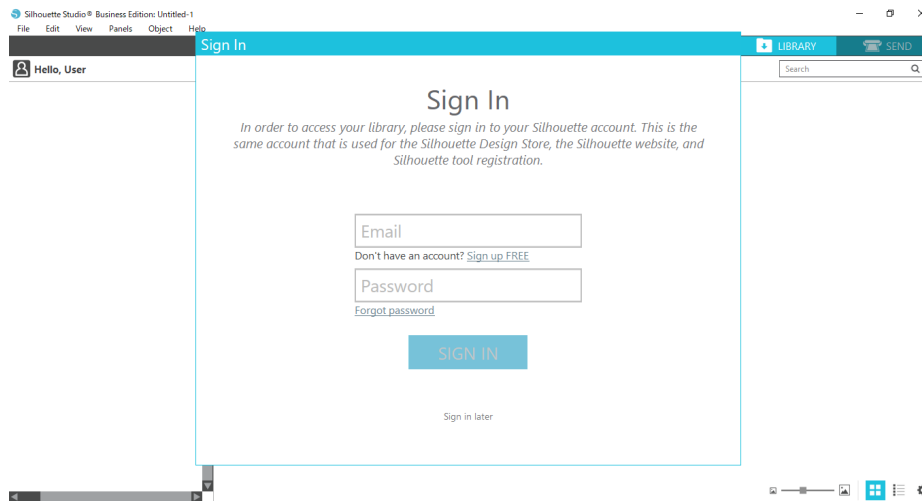 Silhouette Studio® Business Edition: Untitled-1
File Edit View Panels Object Help
Sign In
LIBRARY
SEND
Hello, User
Search
Sign In
In order to access your library, please sign in to your Silhouette account. This is the
same account that is used for the Silhouette Design Store, the Silhouette website, and
Silhouette tool registration.
Email
Don't have an account? Sign up FREE
Password
Forgot password
SIGN IN
Sign in later